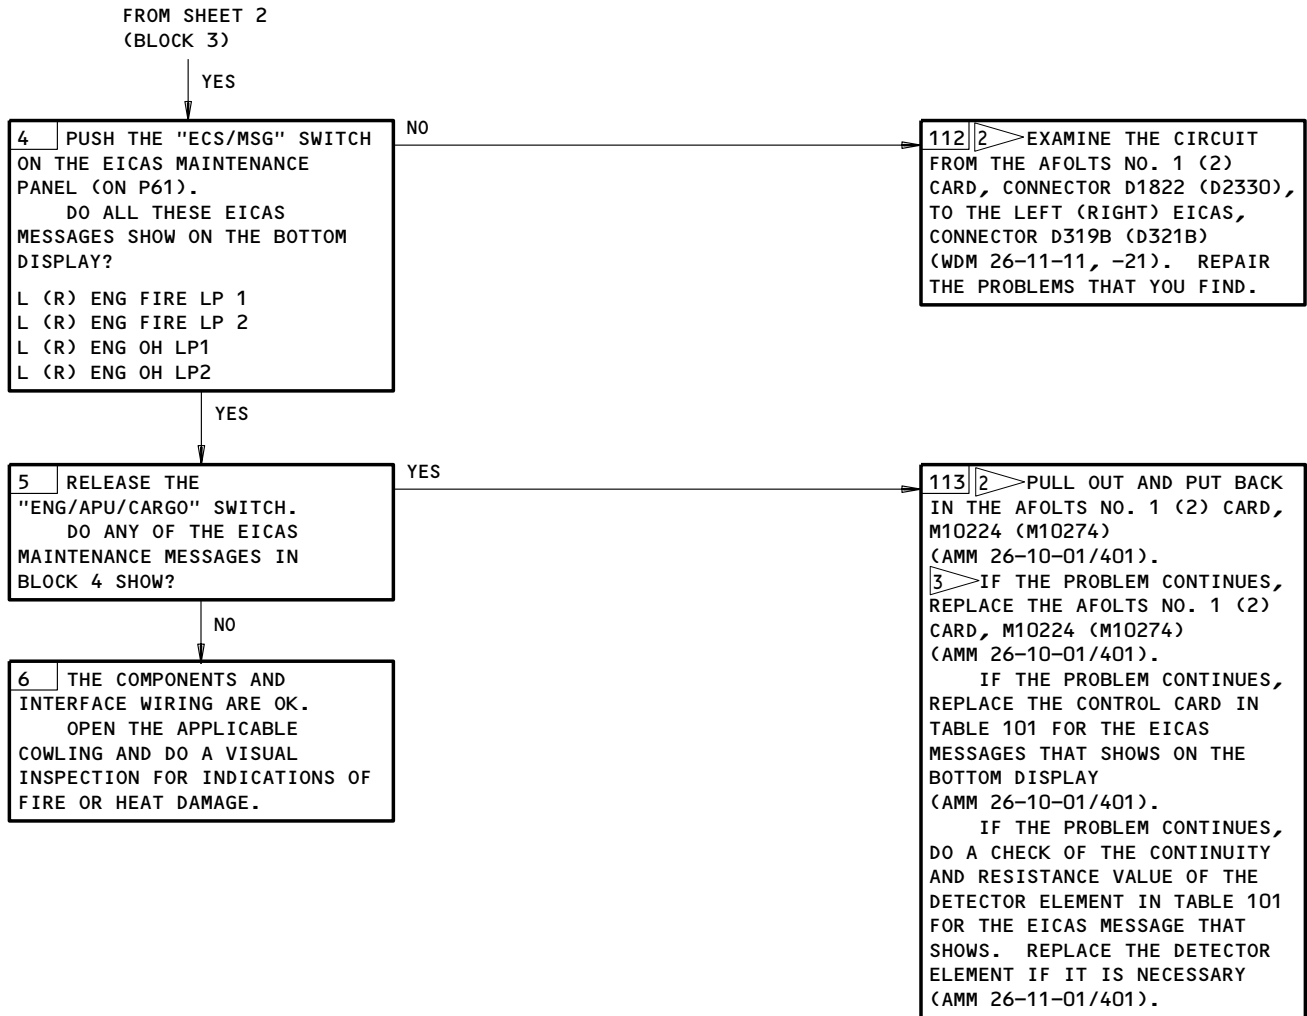 FROM SHEET 2
(BLOCK 3)
YES
4 PUSH THE "ECS/MSG" SWITCH
ON THE EICAS MAINTENANCE
PANEL (ON P61).
DO ALL THESE EICAS
MESSAGES SHOW ON THE BOTTOM
DISPLAY?
L (R) ENG FIRE LP 1
L (R) ENG FIRE LP 2
L (R) ENG OH LP1
L (R) ENG OH LP2
NO
112 2 EXAMINE THE CIRCUIT
FROM THE AFOLTS NO. 1 (2)
CARD, CONNECTOR D1822 (D2330),
TO THE LEFT (RIGHT) EICAS,
CONNECTOR D319B (D321B)
(WDM 26-11-11, -21). REPAIR
THE PROBLEMS THAT YOU FIND.
YES
5 RELEASE THE
"ENG/APU/CARGO" SWITCH.
DO ANY OF THE EICAS
MAINTENANCE MESSAGES IN
BLOCK 4 SHOW?
YES
113 2 PULL OUT AND PUT BACK
IN THE AFOLTS NO. 1 (2) CARD,
M10224 (M10274)
(AMM 26-10-01/401).
3 IF THE PROBLEM CONTINUES,
REPLACE THE AFOLTS NO. 1 (2)
CARD, M10224 (M10274)
(AMM 26-10-01/401).
IF THE PROBLEM CONTINUES,
REPLACE THE CONTROL CARD IN
TABLE 101 FOR THE EICAS
MESSAGES THAT SHOWS ON THE
BOTTOM DISPLAY
(AMM 26-10-01/401).
IF THE PROBLEM CONTINUES,
DO A CHECK OF THE CONTINUITY
AND RESISTANCE VALUE OF THE
DETECTOR ELEMENT IN TABLE 101
FOR THE EICAS MESSAGE THAT
SHOWS. REPLACE THE DETECTOR
ELEMENT IF IT IS NECESSARY
(AMM 26-11-01/401).
NO
6 THE COMPONENTS AND
INTERFACE WIRING ARE OK.
OPEN THE APPLICABLE
COWLING AND DO A VISUAL
INSPECTION FOR INDICATIONS OF
FIRE OR HEAT DAMAGE.